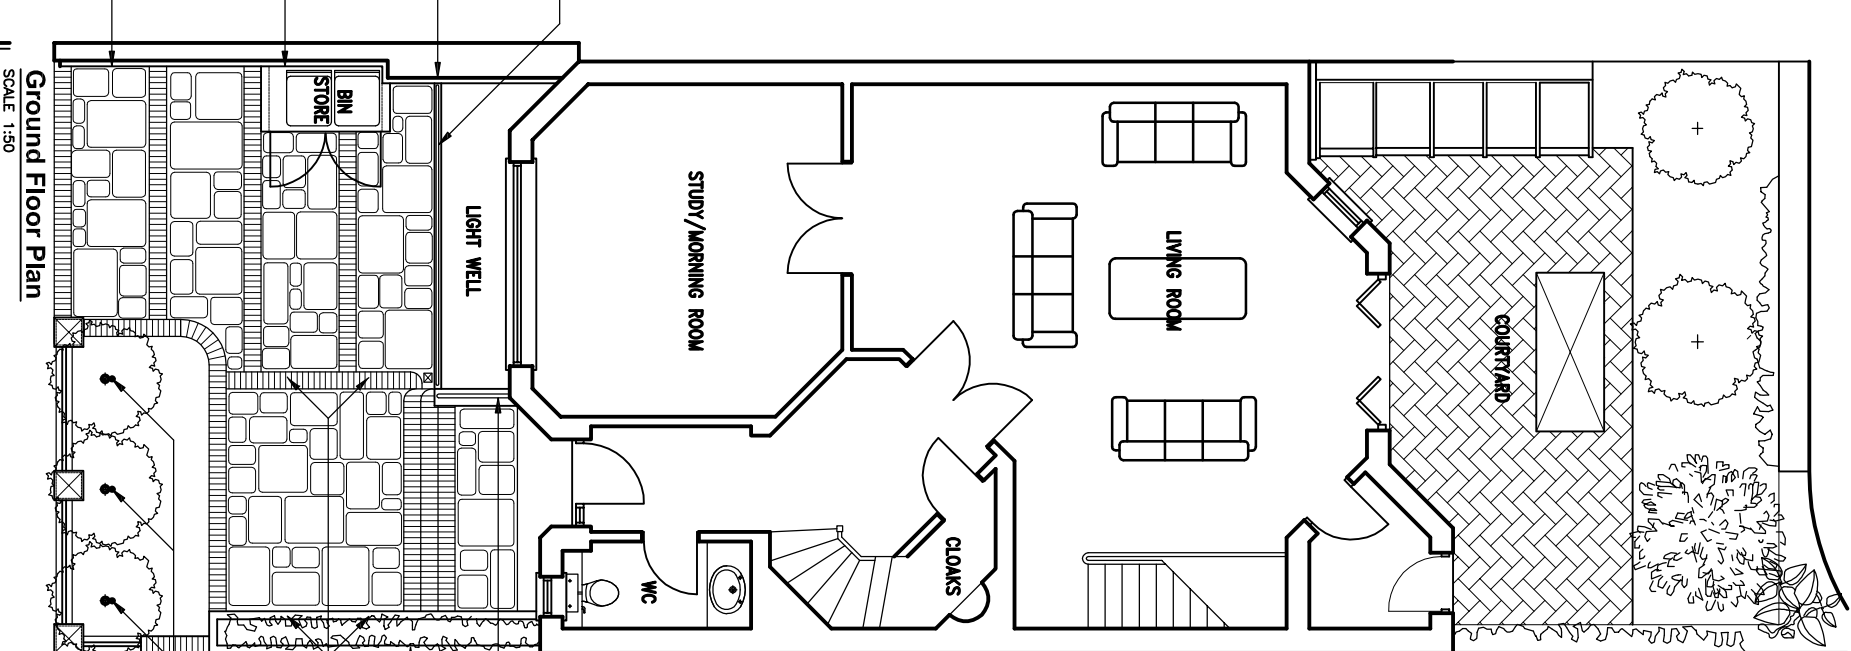 Ground Floor Plan
SCALE 1:50
BIN
STORE
LIGHT WELL
STUDY/MORNING ROOM
LIVING ROOM
COURTYARD
CLOAKS
WC